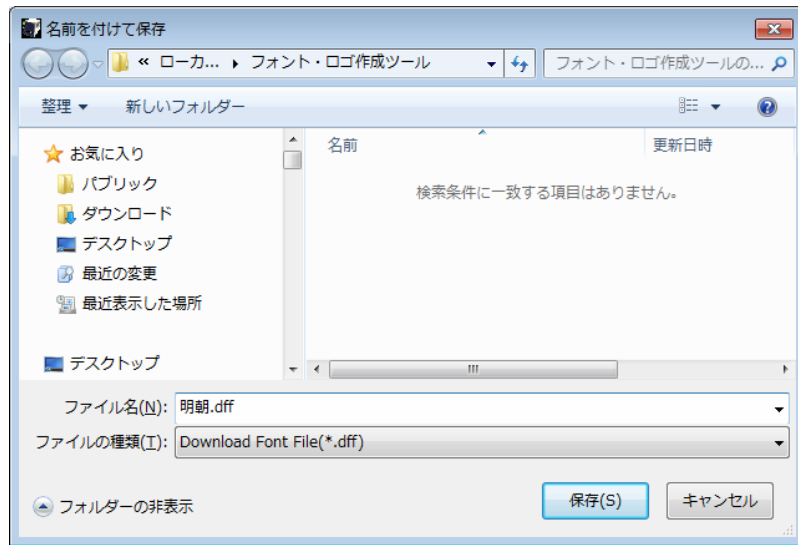 名前を付けて保存
« ローカ... ▸ フォント・ロゴ作成ツール
フォント・ロゴ作成ツールの...
整理 ▼ 新しいフォルダー
お気に入り
パブリック
ダウンロード
デスクトップ
最近の変更
最近表示した場所
デスクトップ
名前 更新日時
検索条件に一致する項目はありません。
ファイル名(N): 明朝.dff
ファイルの種類(T): Download Font File(*.dff)
フォルダーの非表示
保存(S) キャンセル